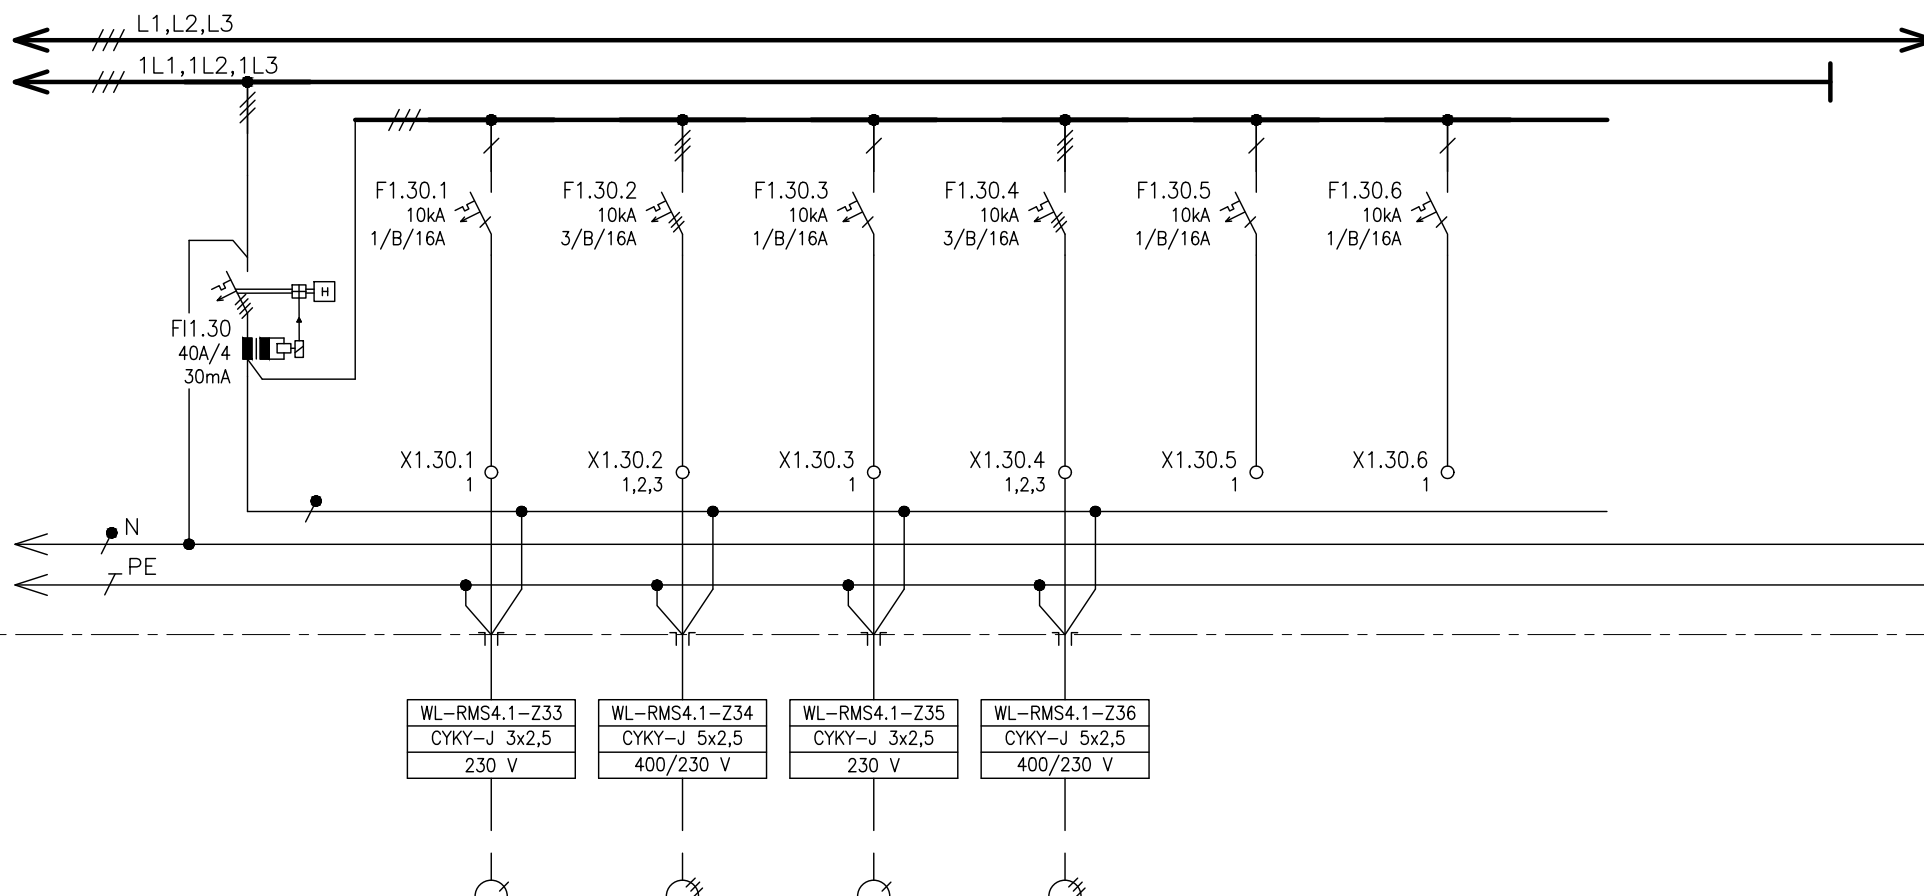 L1,L2,L3
1L1,1L2,1L3
F1.30.1
10kA
1/B/16A
F1.30.2
10kA
3/B/16A
F1.30.3
10kA
1/B/16A
F1.30.4
10kA
3/B/16A
F1.30.5
10kA
1/B/16A
F1.30.6
10kA
1/B/16A
H
FI1.30
40A/4
30mA
X1.30.1
1
X1.30.2
1,2,3
X1.30.3
1
X1.30.4
1,2,3
X1.30.5
1
X1.30.6
1
N
PE
WL-RMS4.1-Z33
CYKY-J 3x2,5
230 V
WL-RMS4.1-Z34
CYKY-J 5x2,5
400/230 V
WL-RMS4.1-Z35
CYKY-J 3x2,5
230 V
WL-RMS4.1-Z36
CYKY-J 5x2,5
400/230 V